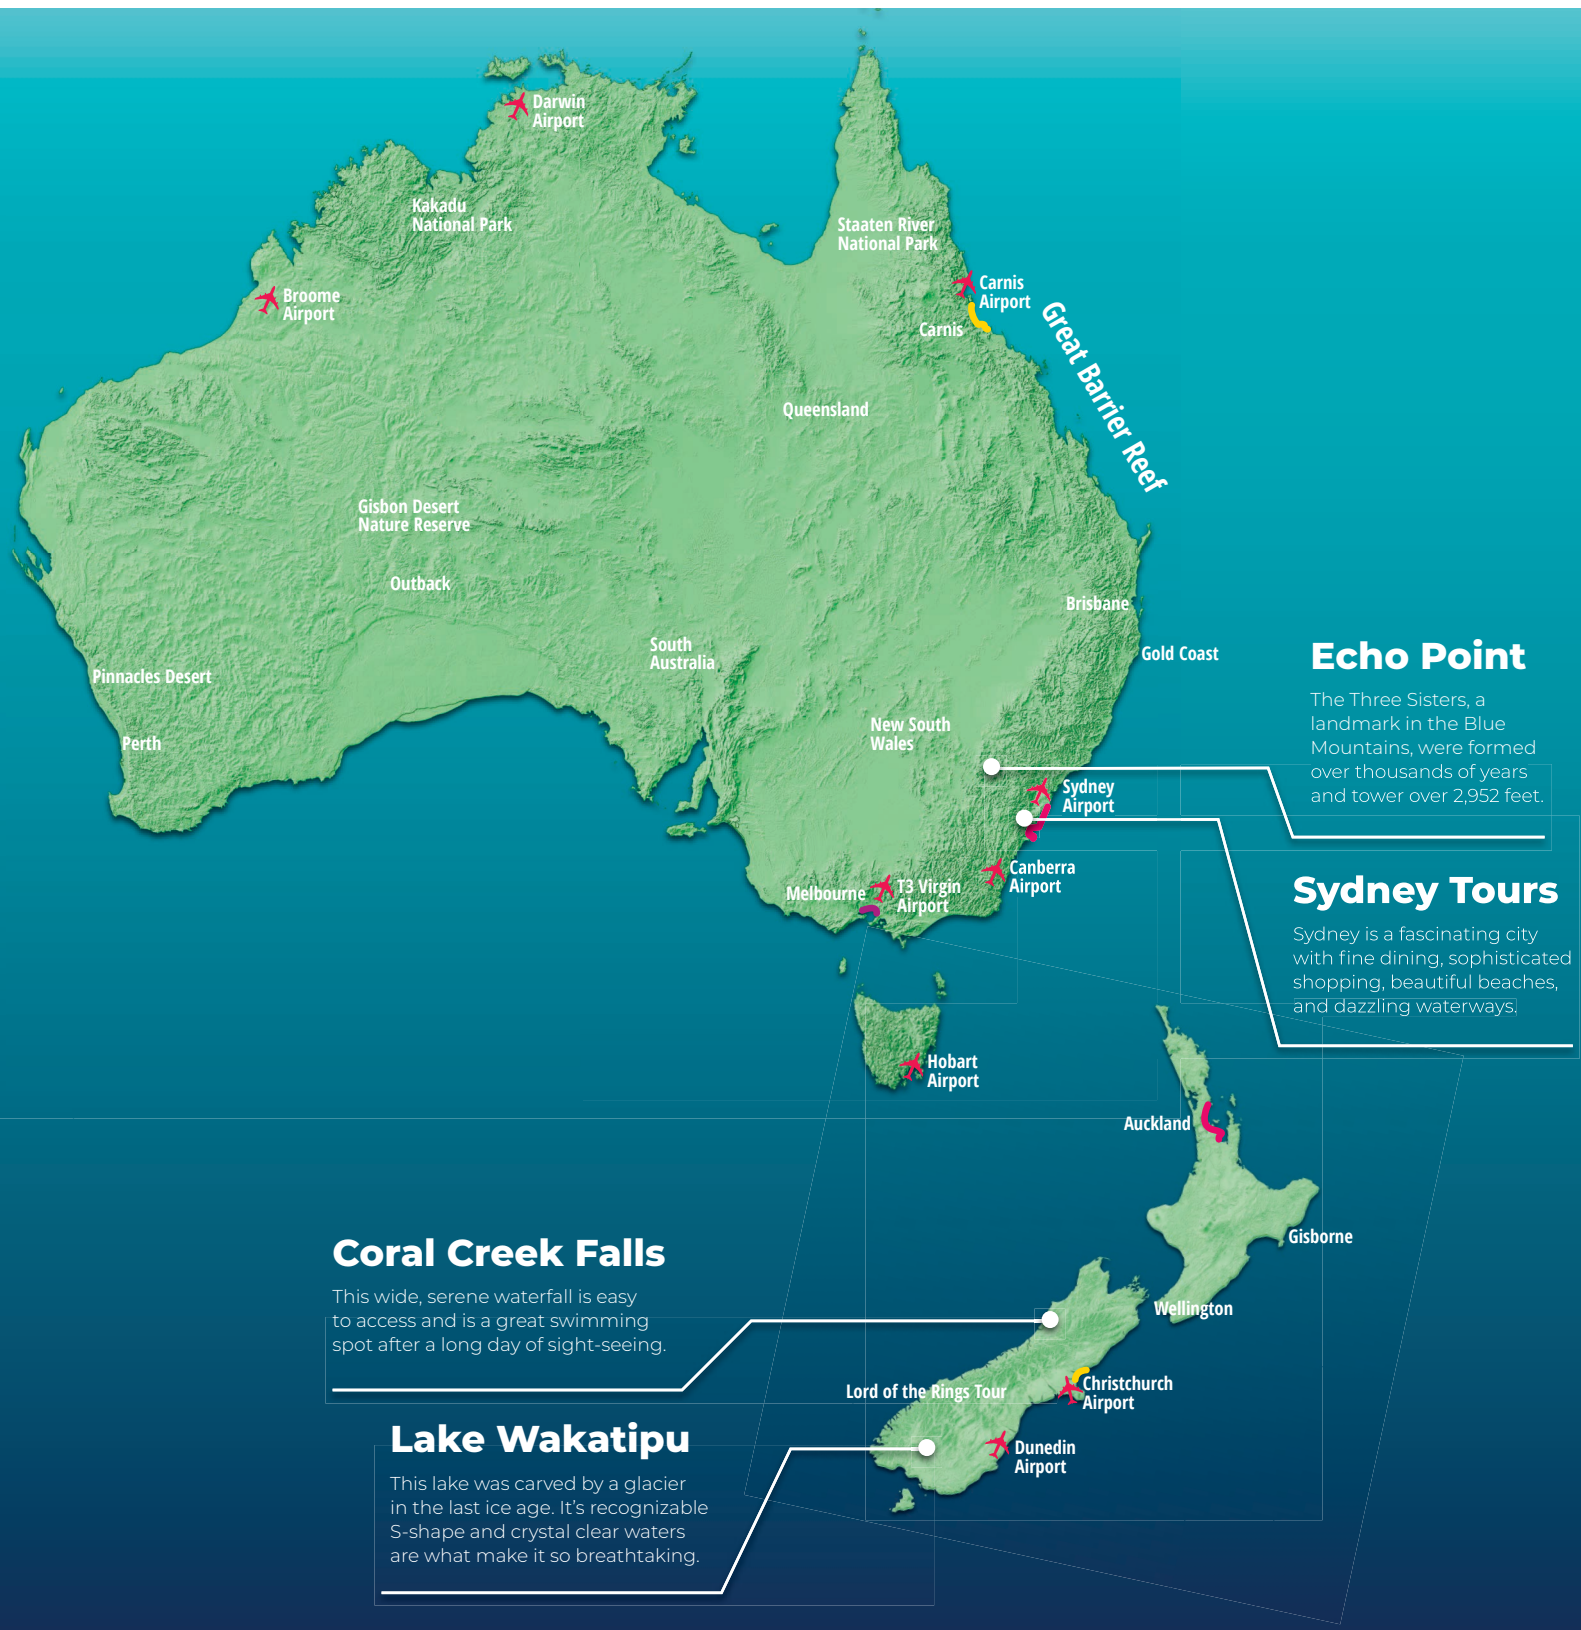 Darwin
Airport
Kakadu
National Park
Staaten River
National Park
Broome
Airport
Carnis
Airport
Carnis
Great Barrier Reef
Queensland
Gisbon Desert
Nature Reserve
Outback
Brisbane
South
Australia
Gold Coast
Pinnacles Desert
Perth
New South
Wales
Echo Point
The Three Sisters, a
landmark in the Blue
Mountains, were formed
over thousands of years
and tower over 2,952 feet.
Sydney
Airport
Canberra
Airport
Melbourne
T3 Virgin
Airport
Sydney Tours
Sydney is a fascinating city
with fine dining, sophisticated
shopping, beautiful beaches,
and dazzling waterways.
Hobart
Airport
Auckland
Gisborne
Wellington
Coral Creek Falls
This wide, serene waterfall is easy
to access and is a great swimming
spot after a long day of sight-seeing.
Lord of the Rings Tour
Christchurch
Airport
Lake Wakatipu
This lake was carved by a glacier
in the last ice age. It's recognizable
S-shape and crystal clear waters
are what make it so breathtaking.
Dunedin
Airport